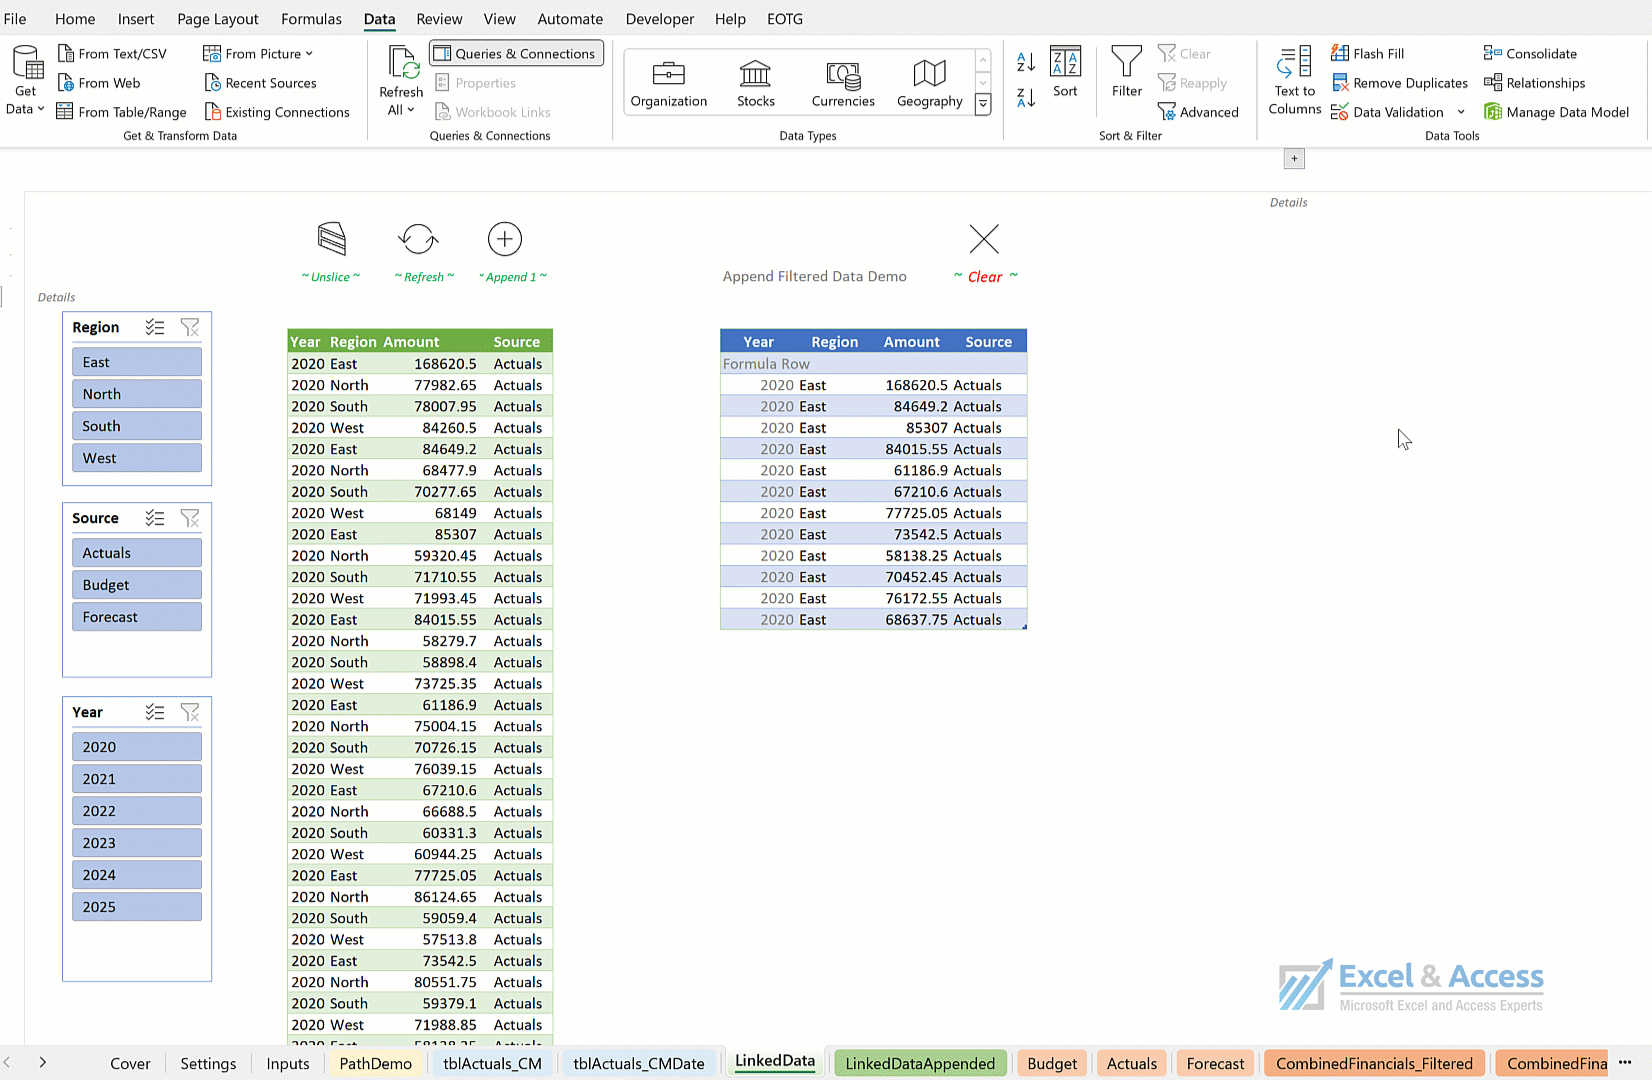 File Home Insert Page Layout Formulas Data Review View Automate Developer Help EOTG
Get Data
From Text/CSV
From Web
From Table/Range
From Picture
Recent Sources
Existing Connections
Get & Transform Data
Refresh All
Queries & Connections
Properties
Workbook Links
Queries & Connections
Organization Stocks Currencies Geography
Data Types
Sort
Filter
Clear
Reapply
Advanced
Sort & Filter
Text to Columns
Flash Fill
Remove Duplicates
Data Validation
Consolidate
Relationships
Manage Data Model
Data Tools
+
Details
~ Unslice ~ ~ Refresh ~ ~ Append 1 ~
Append Filtered Data Demo ~ Clear ~
Details
Region
East
North
South
West
Source
Actuals
Budget
Forecast
Year
2020
2021
2022
2023
2024
2025
Year Region Amount Source
2020 East 168620.5 Actuals
2020 North 77982.65 Actuals
2020 South 78007.95 Actuals
2020 West 84260.5 Actuals
2020 East 84649.2 Actuals
2020 North 68477.9 Actuals
2020 South 70277.65 Actuals
2020 West 68149 Actuals
2020 East 85307 Actuals
2020 North 59320.45 Actuals
2020 South 71710.55 Actuals
2020 West 71993.45 Actuals
2020 East 84015.55 Actuals
2020 North 58279.7 Actuals
2020 South 58898.4 Actuals
2020 West 73725.35 Actuals
2020 East 61186.9 Actuals
2020 North 75004.15 Actuals
2020 South 70726.15 Actuals
2020 West 76039.15 Actuals
2020 East 67210.6 Actuals
2020 North 66688.5 Actuals
2020 South 60331.3 Actuals
2020 West 60944.25 Actuals
2020 East 77725.05 Actuals
2020 North 86124.65 Actuals
2020 South 59059.4 Actuals
2020 West 57513.8 Actuals
2020 East 73542.5 Actuals
2020 North 80551.75 Actuals
2020 South 59379.1 Actuals
2020 West 71988.85 Actuals
Year Region Amount Source
Formula Row
2020 East 168620.5 Actuals
2020 East 84649.2 Actuals
2020 East 85307 Actuals
2020 East 84015.55 Actuals
2020 East 61186.9 Actuals
2020 East 67210.6 Actuals
2020 East 77725.05 Actuals
2020 East 73542.5 Actuals
2020 East 58138.25 Actuals
2020 East 70452.45 Actuals
2020 East 76172.55 Actuals
2020 East 68637.75 Actuals
Excel & Access
Microsoft Excel and Access Experts
Cover Settings Inputs PathDemo tblActuals_CM tblActuals_CMDate LinkedData LinkedDataAppended Budget Actuals Forecast CombinedFinancials_Filtered CombinedFina